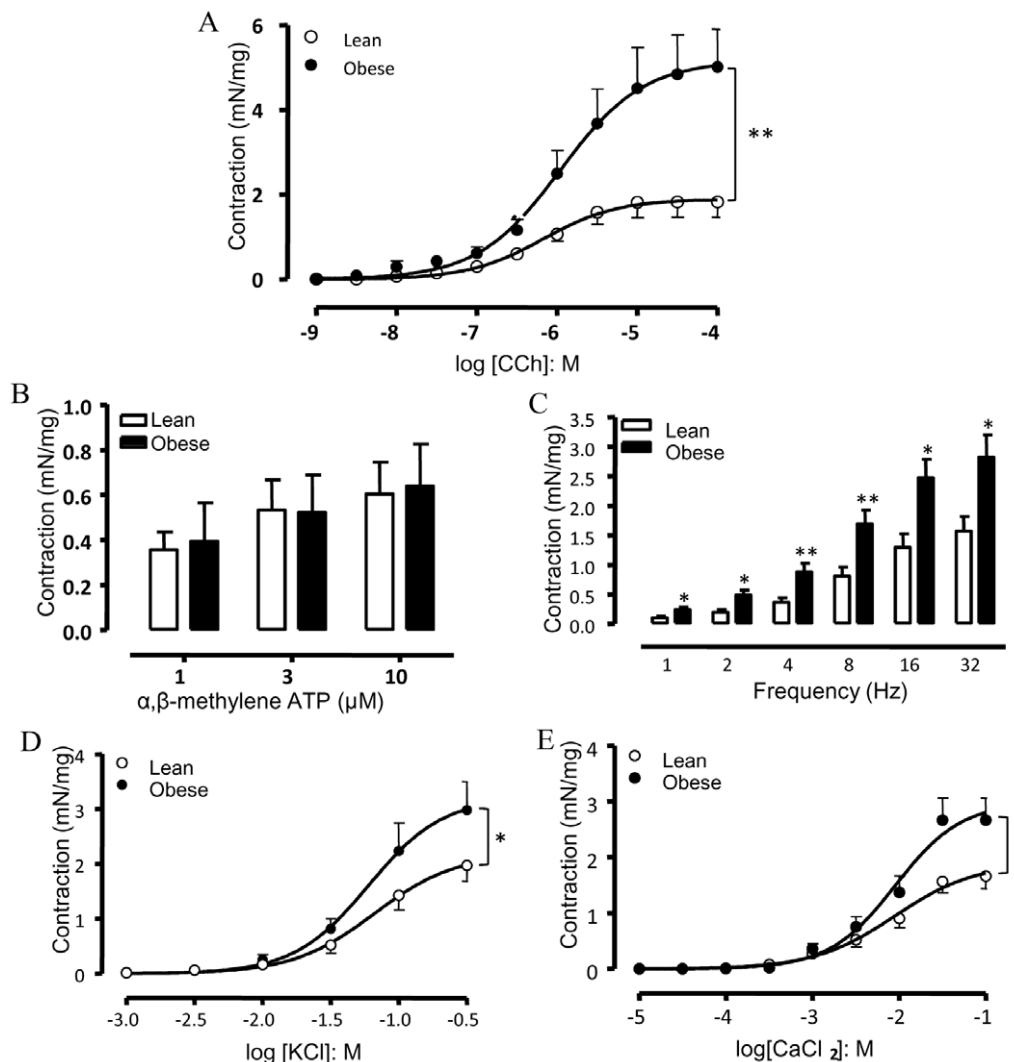 A
Contraction (mN/mg)
6
4
2
0
Lean
Obese
**
-9 -8 -7 -6 -5 -4
log [CCh]: M
B
Contraction (mN/mg)
1.0
0.8
0.6
0.4
0.2
0.0
Lean
Obese
1 3 10
α,β-methylene ATP (µM)
C
Contraction (mN/mg)
3.5
3.0
2.5
2.0
1.5
1.0
0.5
0.0
Lean
Obese
* * ** ** * *
1 2 4 8 16 32
Frequency (Hz)
D
Contraction (mN/mg)
4
3
2
1
0
Lean
Obese
*
-3.0 -2.5 -2.0 -1.5 -1.0 -0.5
log [KCl]: M
E
Contraction (mN/mg)
4
3
2
1
0
Lean
Obese
-5 -4 -3 -2 -1
log[CaCl 2]: M